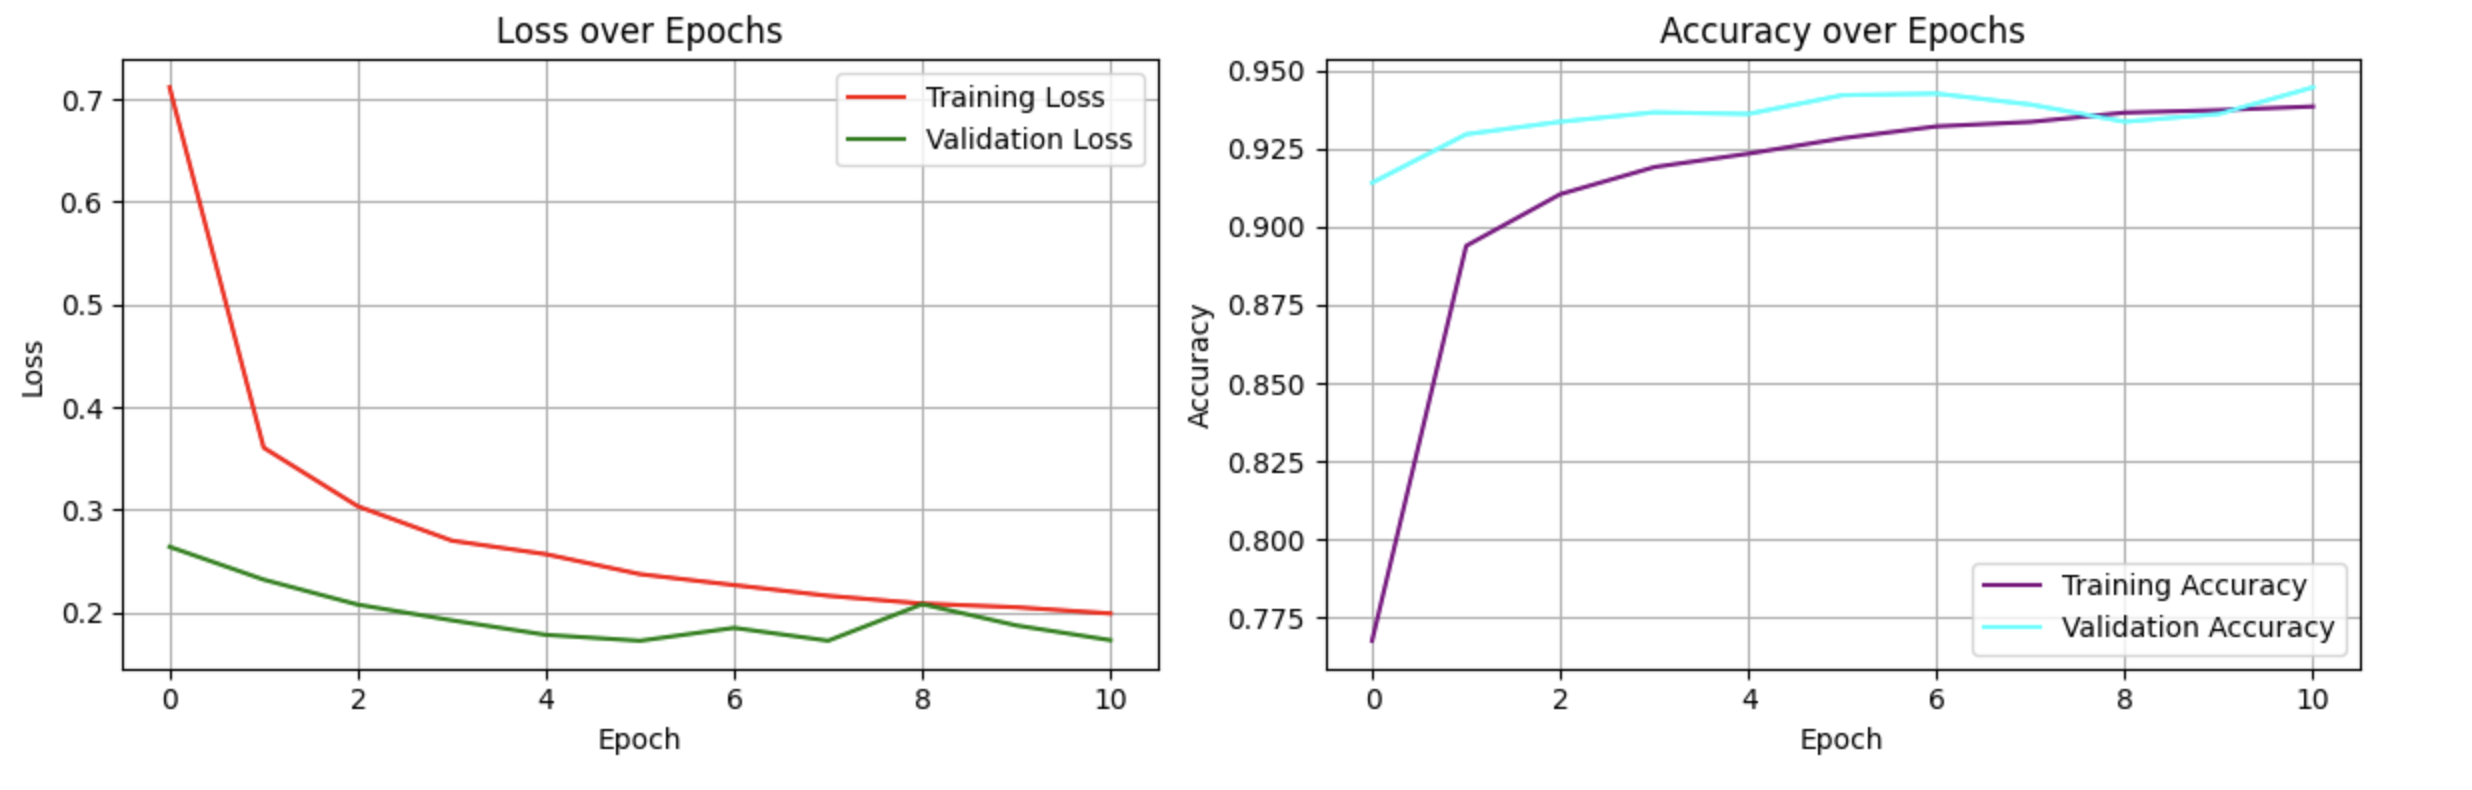 Loss over Epochs
0.7
0.6
0.5
0.4
0.3
0.2
Loss
0
2
4
6
8
10
Epoch
Training Loss
Validation Loss
Accuracy over Epochs
0.950
0.925
0.900
0.875
0.850
0.825
0.800
0.775
Accuracy
0
2
4
6
8
10
Epoch
Training Accuracy
Validation Accuracy